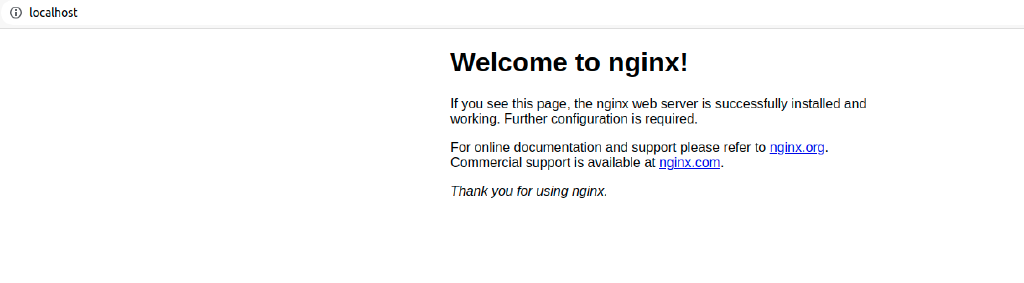 localhost
Welcome to nginx!
If you see this page, the nginx web server is successfully installed and
working. Further configuration is required.
For online documentation and support please refer to nginx.org.
Commercial support is available at nginx.com.
Thank you for using nginx.